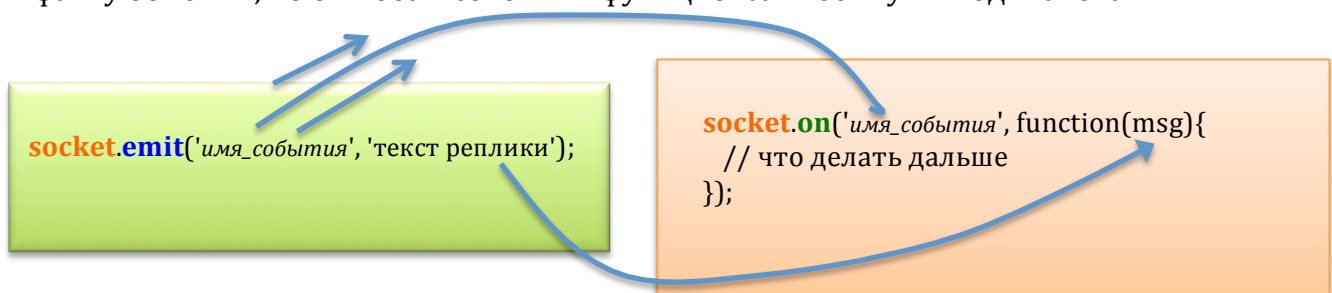 socket.emit('имя_события', 'текст реплики');
socket.on('имя_события', function(msg){
// что делать дальше
});